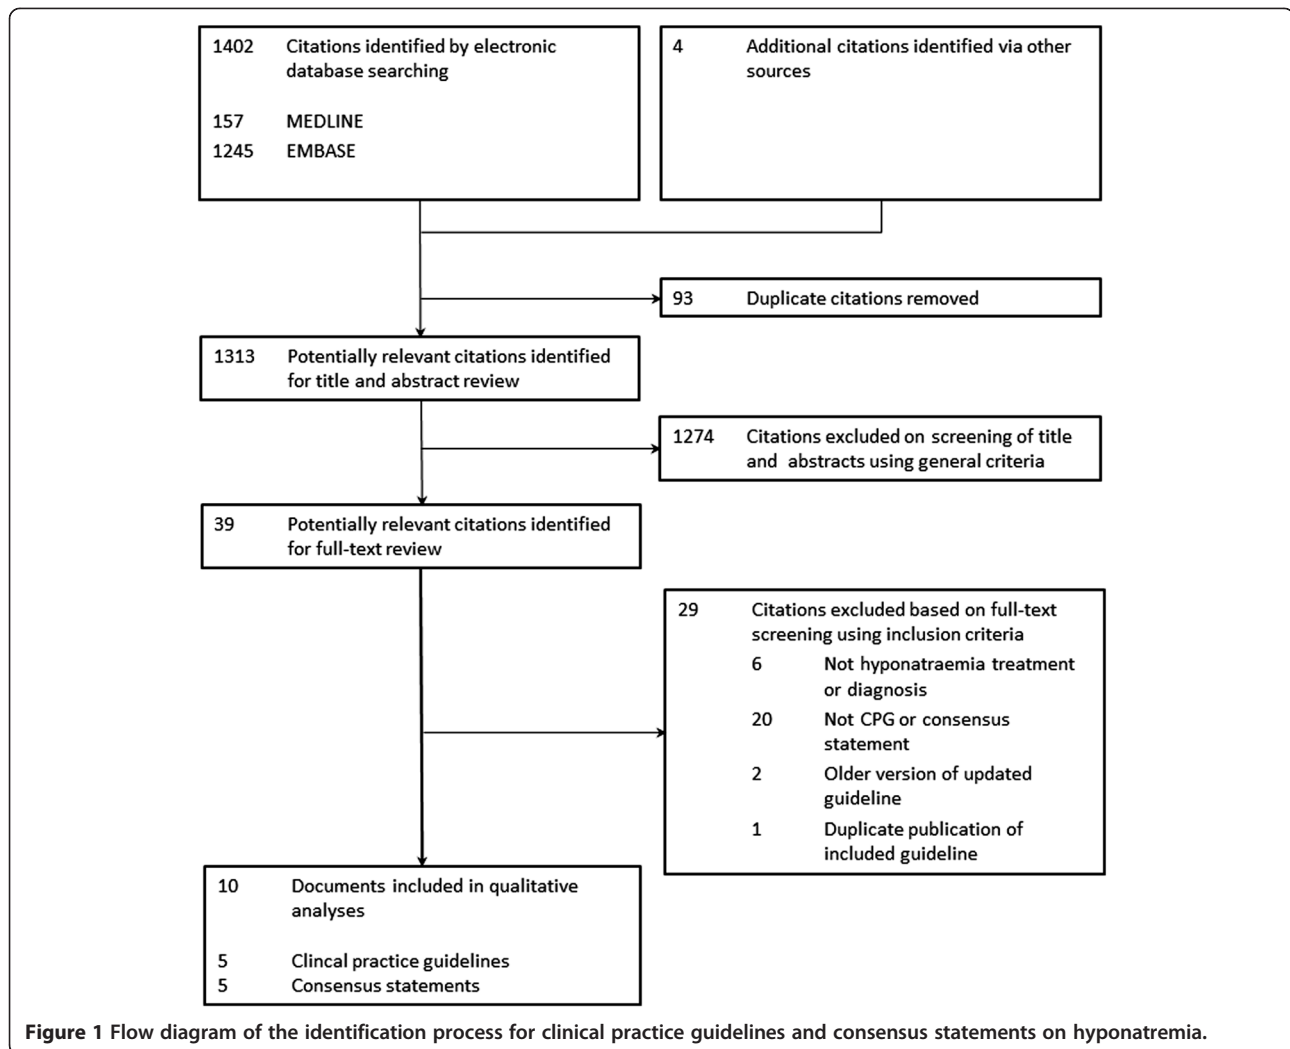 1402 Citations identified by electronic
database searching
157 MEDLINE
1245 EMBASE
4 Additional citations identified via other
sources
93 Duplicate citations removed
1313 Potentially relevant citations identified
for title and abstract review
1274 Citations excluded on screening of title
and abstracts using general criteria
39 Potentially relevant citations identified
for full-text review
29 Citations excluded based on full-text
screening using inclusion criteria
6 Not hyponatraemia treatment
or diagnosis
20 Not CPG or consensus
statement
2 Older version of updated
guideline
1 Duplicate publication of
included guideline
10 Documents included in qualitative
analyses
5 Clincal practice guidelines
5 Consensus statements
Figure 1 Flow diagram of the identification process for clinical practice guidelines and consensus statements on hyponatremia.